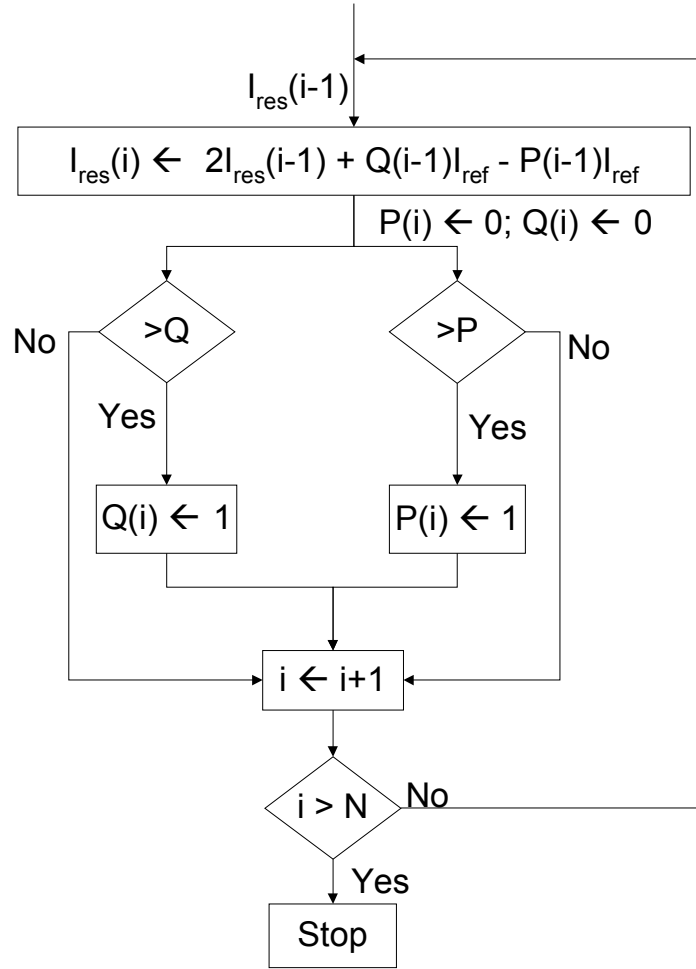 I_res(i-1)
I_res(i) ← 2I_res(i-1) + Q(i-1)I_ref - P(i-1)I_ref
P(i) ← 0; Q(i) ← 0
>Q
>P
No
No
Yes
Yes
Q(i) ← 1
P(i) ← 1
i ← i+1
i > N
No
Yes
Stop